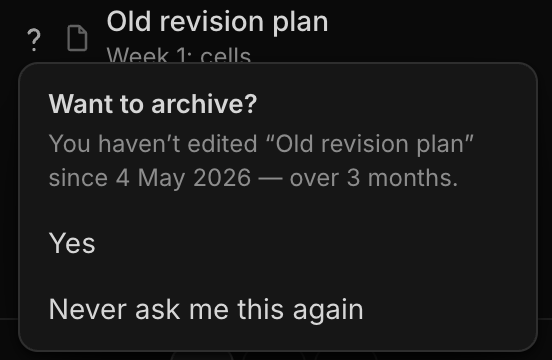 Old revision plan
?
Week 1: cells
Want to archive?
You haven’t edited “Old revision plan”
since 4 May 2026 — over 3 months.
Yes
Never ask me this again